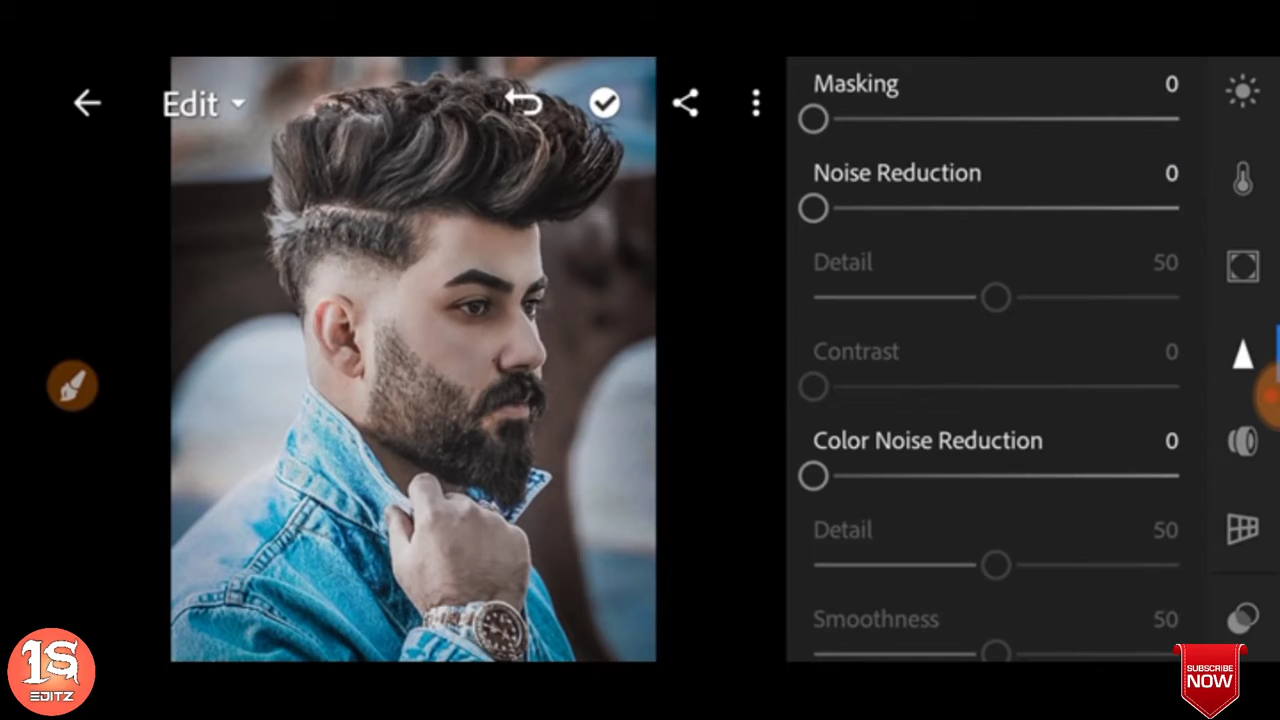 Edit
Masking 0
Noise Reduction 0
Detail 50
Contrast 0
Color Noise Reduction 0
Detail 50
Smoothness 50
1S
EDITZ
SUBSCRIBE
NOW